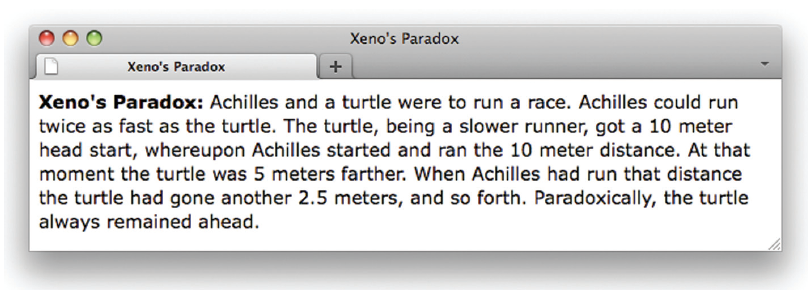 Xeno's Paradox
Xeno's Paradox
Xeno's Paradox: Achilles and a turtle were to run a race. Achilles could run
twice as fast as the turtle. The turtle, being a slower runner, got a 10 meter
head start, whereupon Achilles started and ran the 10 meter distance. At that
moment the turtle was 5 meters farther. When Achilles had run that distance
the turtle had gone another 2.5 meters, and so forth. Paradoxically, the turtle
always remained ahead.